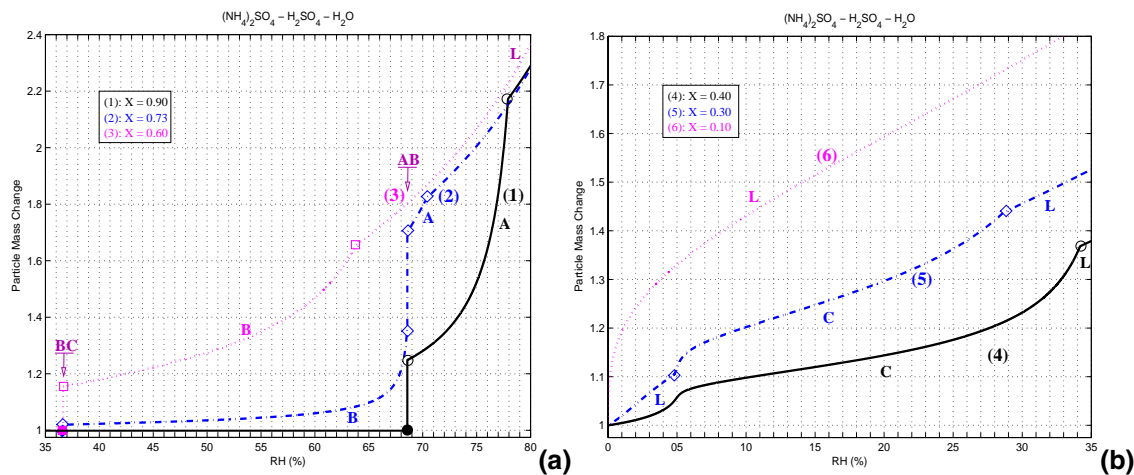 (NH4)2SO4 − H2SO4 − H2O
2.4
2.2
2
1.8
1.6
1.4
1.2
1
Particle Mass Change
(1): X = 0.90
(2): X = 0.73
(3): X = 0.60
L
AB
(3)
(2)
(1)
A
A
B
BC
B
35 40 45 50 55 60 65 70 75 80
RH (%)
(a)
(NH4)2SO4 − H2SO4 − H2O
1.8
1.7
1.6
1.5
1.4
1.3
1.2
1.1
1
Particle Mass Change
(4): X = 0.40
(5): X = 0.30
(6): X = 0.10
(6)
L
L
(5)
L
C
(4)
C
L
0 5 10 15 20 25 30 35
RH (%)
(b)